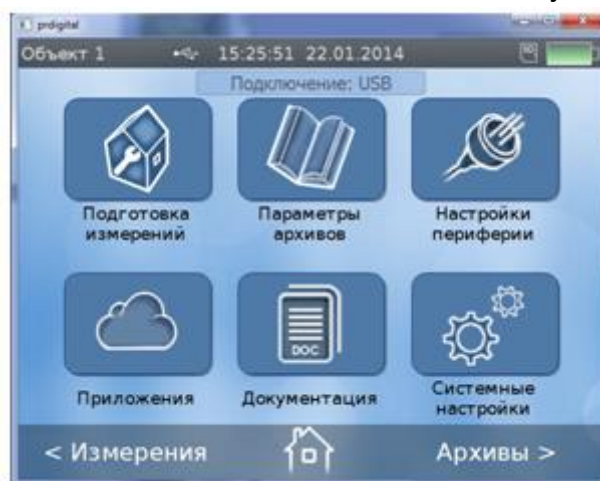 prdigital
Объект 1 15:25:51 22.01.2014
Подключение: USB
Подготовка
измерений
Параметры
архивов
Настройки
периферии
DOC
Приложения
Документация
Системные
настройки
< Измерения
Архивы >